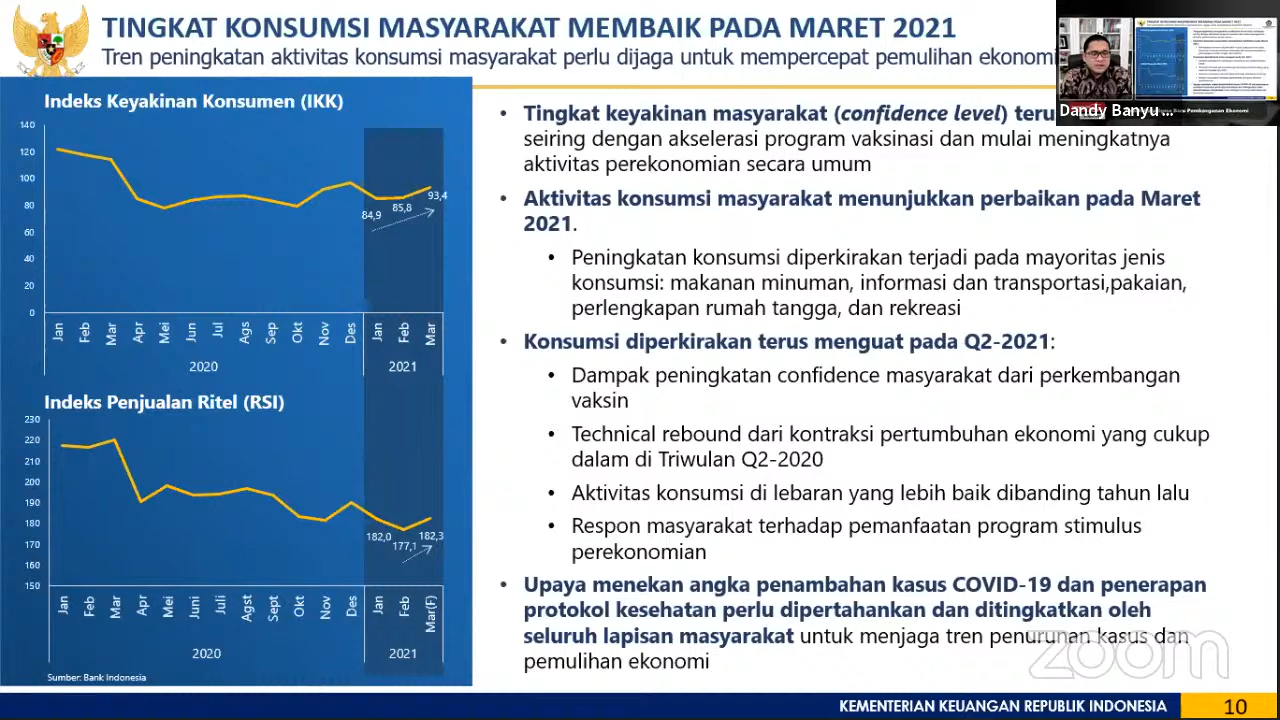 TINGKAT KONSUMSI MASYARAKAT MEMBAIK PADA MARET 2021
Tren peningkatan aktivitas konsumsi masyarakat perlu dijaga untuk mempercepat
Dandy Banyu ...
Pembangunan Ekonomi
Indeks Keyakinan Konsumen (IKK)
140
120
100
80
60
40
20
0
84,9
85,8
93,4
Jan Feb Mar Apr Mei Jun Jul Ags Sep Okt Nov Des Jan Feb Mar
2020 2021
Indeks Penjualan Ritel (RSI)
230
220
210
200
190
180
170
160
150
182,0
177,1
182,3
Jan Feb Mar Apr Mei Juni Juli Agst Sept Okt Nov Des Jan Feb Mar(F)
2020 2021
Sumber: Bank Indonesia
• keyakinan masyarakat (confidence level)
seiring dengan akselerasi program vaksinasi dan mulai meningkatnya
aktivitas perekonomian secara umum
• Aktivitas konsumsi masyarakat menunjukkan perbaikan pada Maret
2021.
• Peningkatan konsumsi diperkirakan terjadi pada mayoritas jenis
konsumsi: makanan minuman, informasi dan transportasi,pakaian,
perlengkapan rumah tangga, dan rekreasi
• Konsumsi diperkirakan terus menguat pada Q2-2021:
• Dampak peningkatan confidence masyarakat dari perkembangan
vaksin
• Technical rebound dari kontraksi pertumbuhan ekonomi yang cukup
dalam di Triwulan Q2-2020
• Aktivitas konsumsi di lebaran yang lebih baik dibanding tahun lalu
• Respon masyarakat terhadap pemanfaatan program stimulus
perekonomian
• Upaya menekan angka penambahan kasus COVID-19 dan penerapan
protokol kesehatan perlu dipertahankan dan ditingkatkan oleh
seluruh lapisan masyarakat untuk menjaga tren penurunan kasus dan
pemulihan ekonomi
zoom
KEMENTERIAN KEUANGAN REPUBLIK INDONESIA 10